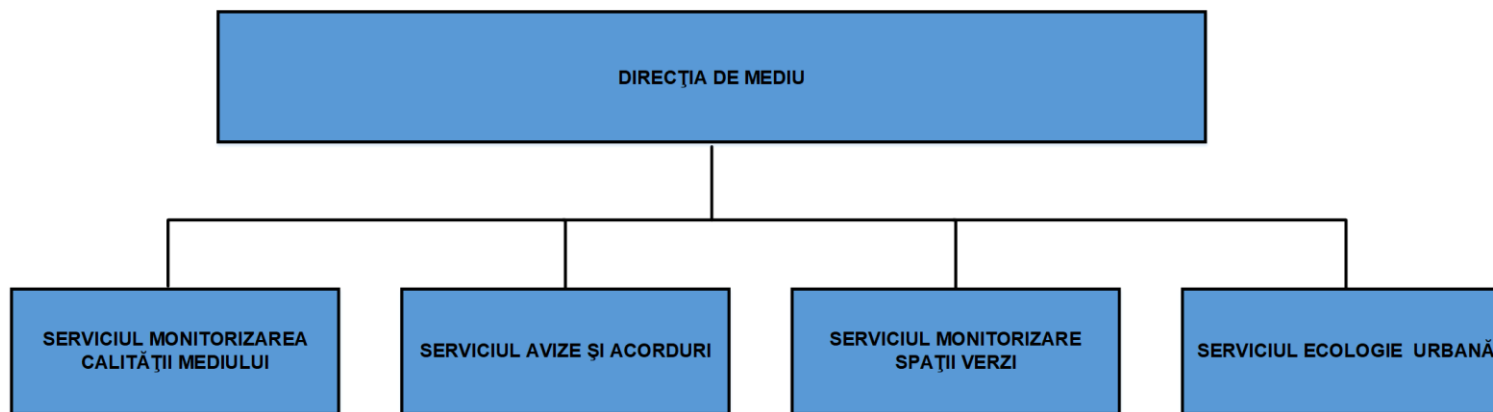 DIRECŢIA DE MEDIU
SERVICIUL MONITORIZAREA
CALITĂŢII MEDIULUI
SERVICIUL AVIZE ŞI ACORDURI
SERVICIUL MONITORIZARE
SPAŢII VERZI
SERVICIUL ECOLOGIE URBANĂ